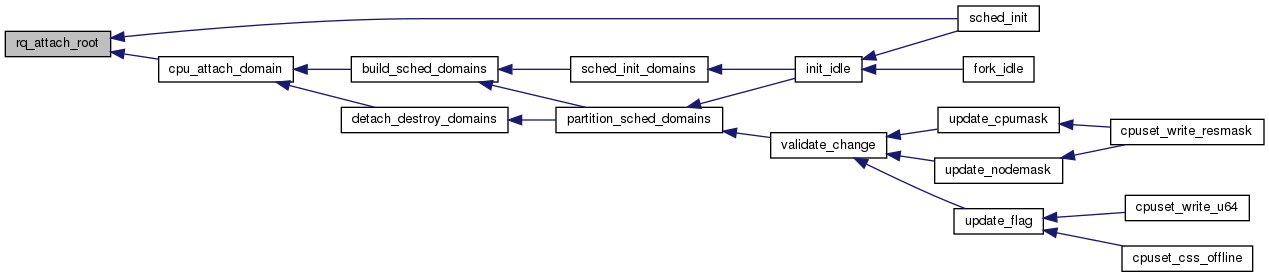 sched_init
rq_attach_root
cpu_attach_domain
build_sched_domains
sched_init_domains
init_idle
fork_idle
detach_destroy_domains
partition_sched_domains
update_cpumask
cpuset_write_resmask
validate_change
update_nodemask
cpuset_write_u64
update_flag
cpuset_css_offline